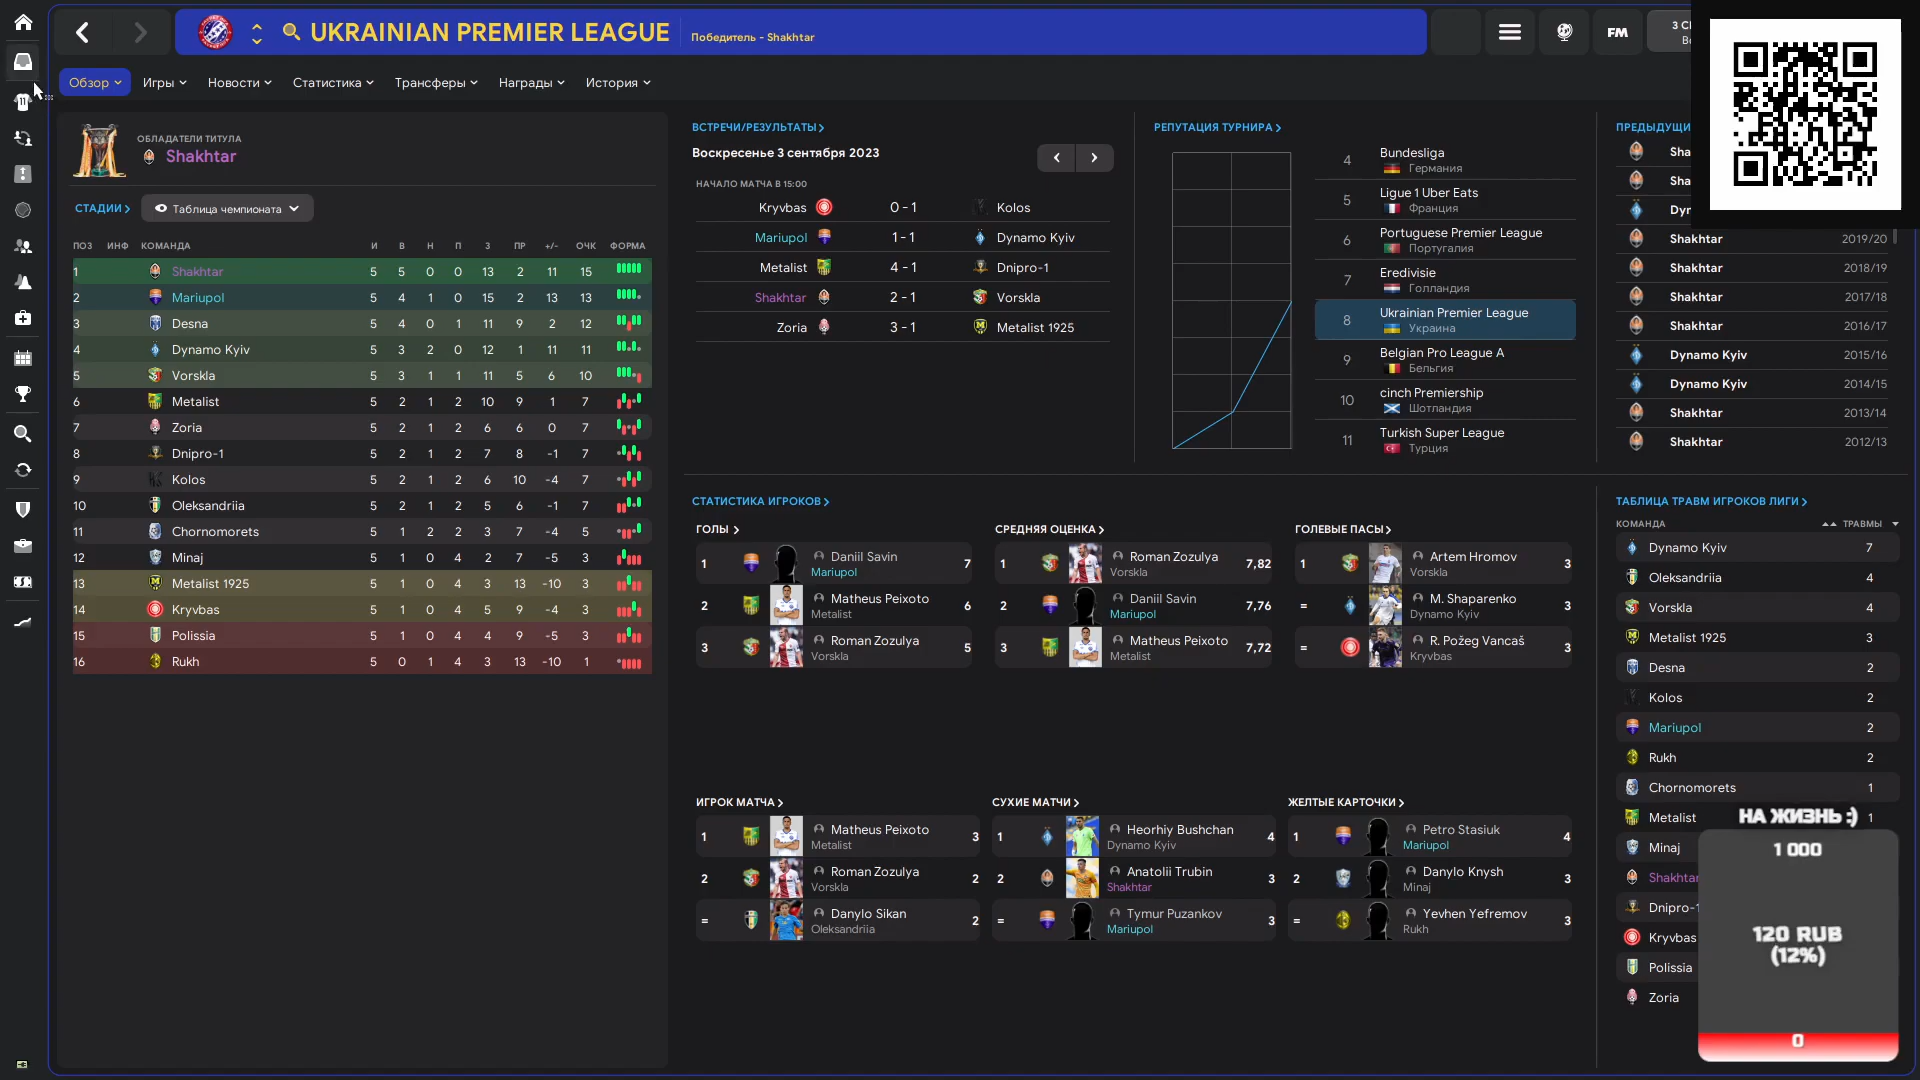 UKRAINIAN PREMIER LEAGUE
Победитель - Shakhtar
FM
Обзор
Игры
Новости
Статистика
Трансферы
Награды
История
ОБЛАДАТЕЛИ ТИТУЛА
Shakhtar
СТАДИИ
Таблица чемпионата
ПОЗ ИНФ КОМАНДА И В Н П З ПР +/- ОЧК ФОРМА
1 Shakhtar 5 5 0 0 13 2 11 15
2 Mariupol 5 4 1 0 15 2 13 13
3 Desna 5 4 0 1 11 9 2 12
4 Dynamo Kyiv 5 3 2 0 12 1 11 11
5 Vorskla 5 3 1 1 11 5 6 10
6 Metalist 5 2 1 2 10 9 1 7
7 Zoria 5 2 1 2 6 6 0 7
8 Dnipro-1 5 2 1 2 7 8 -1 7
9 Kolos 5 2 1 2 6 10 -4 7
10 Oleksandriia 5 2 1 2 5 6 -1 7
11 Chornomorets 5 1 2 2 3 7 -4 5
12 Minaj 5 1 0 4 2 7 -5 3
13 Metalist 1925 5 1 0 4 3 13 -10 3
14 Kryvbas 5 1 0 4 5 9 -4 3
15 Polissia 5 1 0 4 4 9 -5 3
16 Rukh 5 0 1 4 3 13 -10 1
ВСТРЕЧИ/РЕЗУЛЬТАТЫ
Воскресенье 3 сентября 2023
НАЧАЛО МАТЧА В 15:00
Kryvbas 0 - 1 Kolos
Mariupol 1 - 1 Dynamo Kyiv
Metalist 4 - 1 Dnipro-1
Shakhtar 2 - 1 Vorskla
Zoria 3 - 1 Metalist 1925
РЕПУТАЦИЯ ТУРНИРА
4 Bundesliga
Германия
5 Ligue 1 Uber Eats
Франция
6 Portuguese Premier League
Португалия
7 Eredivisie
Голландия
8 Ukrainian Premier League
Украина
9 Belgian Pro League A
Бельгия
10 cinch Premiership
Шотландия
11 Turkish Super League
Турция
ПРЕДЫДУЩИ
Sha
Sha
Dyn
Shakhtar 2019/20
Shakhtar 2018/19
Shakhtar 2017/18
Shakhtar 2016/17
Dynamo Kyiv 2015/16
Dynamo Kyiv 2014/15
Shakhtar 2013/14
Shakhtar 2012/13
СТАТИСТИКА ИГРОКОВ
ГОЛЫ
1 Daniil Savin 7
Mariupol
2 Matheus Peixoto 6
Metalist
3 Roman Zozulya 5
Vorskla
СРЕДНЯЯ ОЦЕНКА
1 Roman Zozulya 7,82
Vorskla
2 Daniil Savin 7,76
Mariupol
3 Matheus Peixoto 7,72
Metalist
ГОЛЕВЫЕ ПАСЫ
1 Artem Hromov 3
Vorskla
= M. Shaparenko 3
Dynamo Kyiv
= R. Požeg Vancaš 3
Kryvbas
ИГРОК МАТЧА
1 Matheus Peixoto 3
Metalist
2 Roman Zozulya 2
Vorskla
= Danylo Sikan 2
Oleksandriia
СУХИЕ МАТЧИ
1 Heorhiy Bushchan 4
Dynamo Kyiv
2 Anatolii Trubin 3
Shakhtar
= Tymur Puzankov 3
Mariupol
ЖЕЛТЫЕ КАРТОЧКИ
1 Petro Stasiuk 4
Mariupol
2 Danylo Knysh 3
Minaj
= Yevhen Yefremov 3
Rukh
ТАБЛИЦА ТРАВМ ИГРОКОВ ЛИГИ
КОМАНДА ТРАВМЫ
Dynamo Kyiv 7
Oleksandriia 4
Vorskla 4
Metalist 1925 3
Desna 2
Kolos 2
Mariupol 2
Rukh 2
Chornomorets 1
Metalist 1
Minaj
Shakhtar
Dnipro-1
Kryvbas
Polissia
Zoria
НА ЖИЗНЬ :)
1 000
120 RUB
(12%)
0